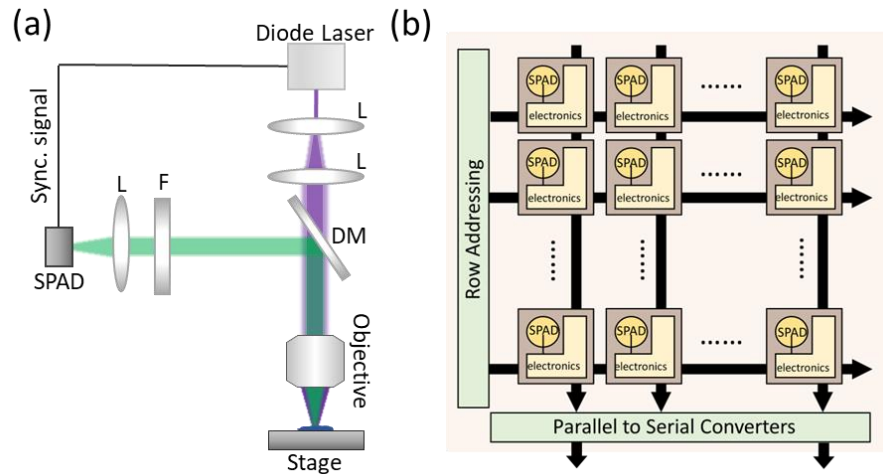 (a)
Diode Laser
L
L
Sync. signal
L
F
DM
SPAD
Objective
Stage
(b)
Row Addressing
SPAD
electronics
SPAD
electronics
......
SPAD
electronics
SPAD
electronics
SPAD
electronics
......
SPAD
electronics
......
......
......
SPAD
electronics
SPAD
electronics
......
SPAD
electronics
Parallel to Serial Converters